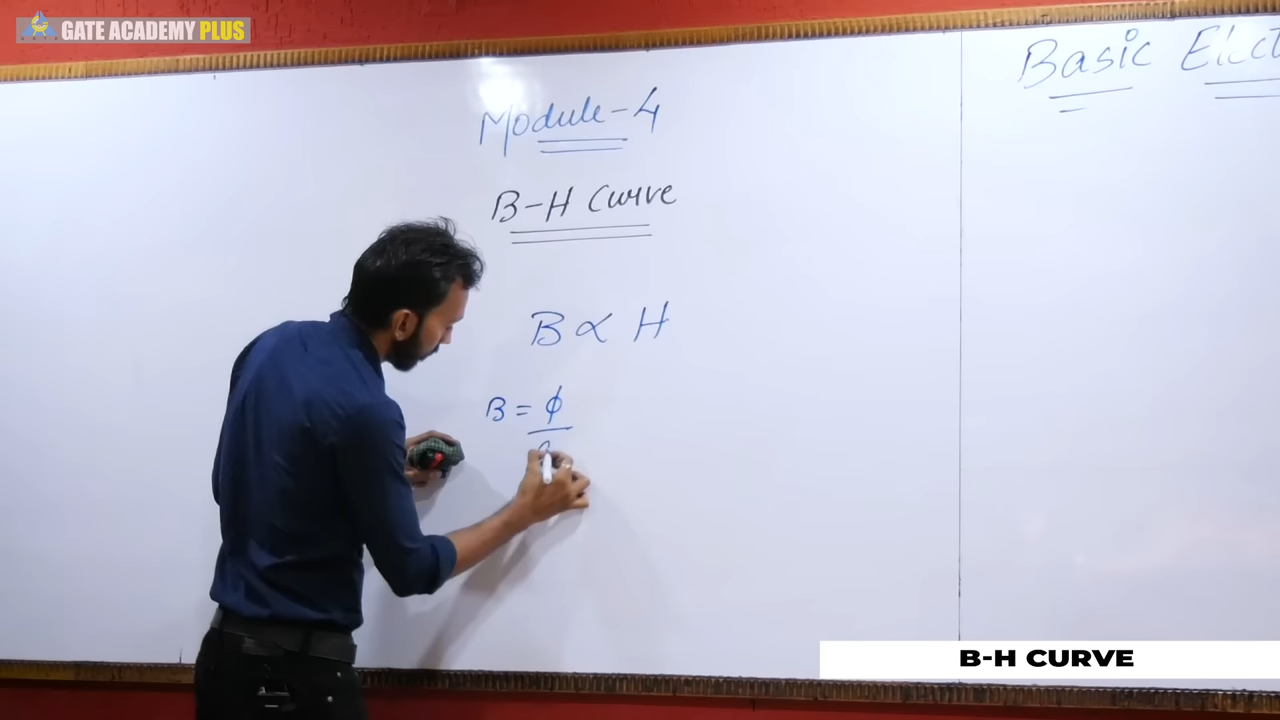 GATE ACADEMY PLUS
Basic Elect
Module-4
B-H Curve
B ∝ H
B = ϕ
B-H CURVE